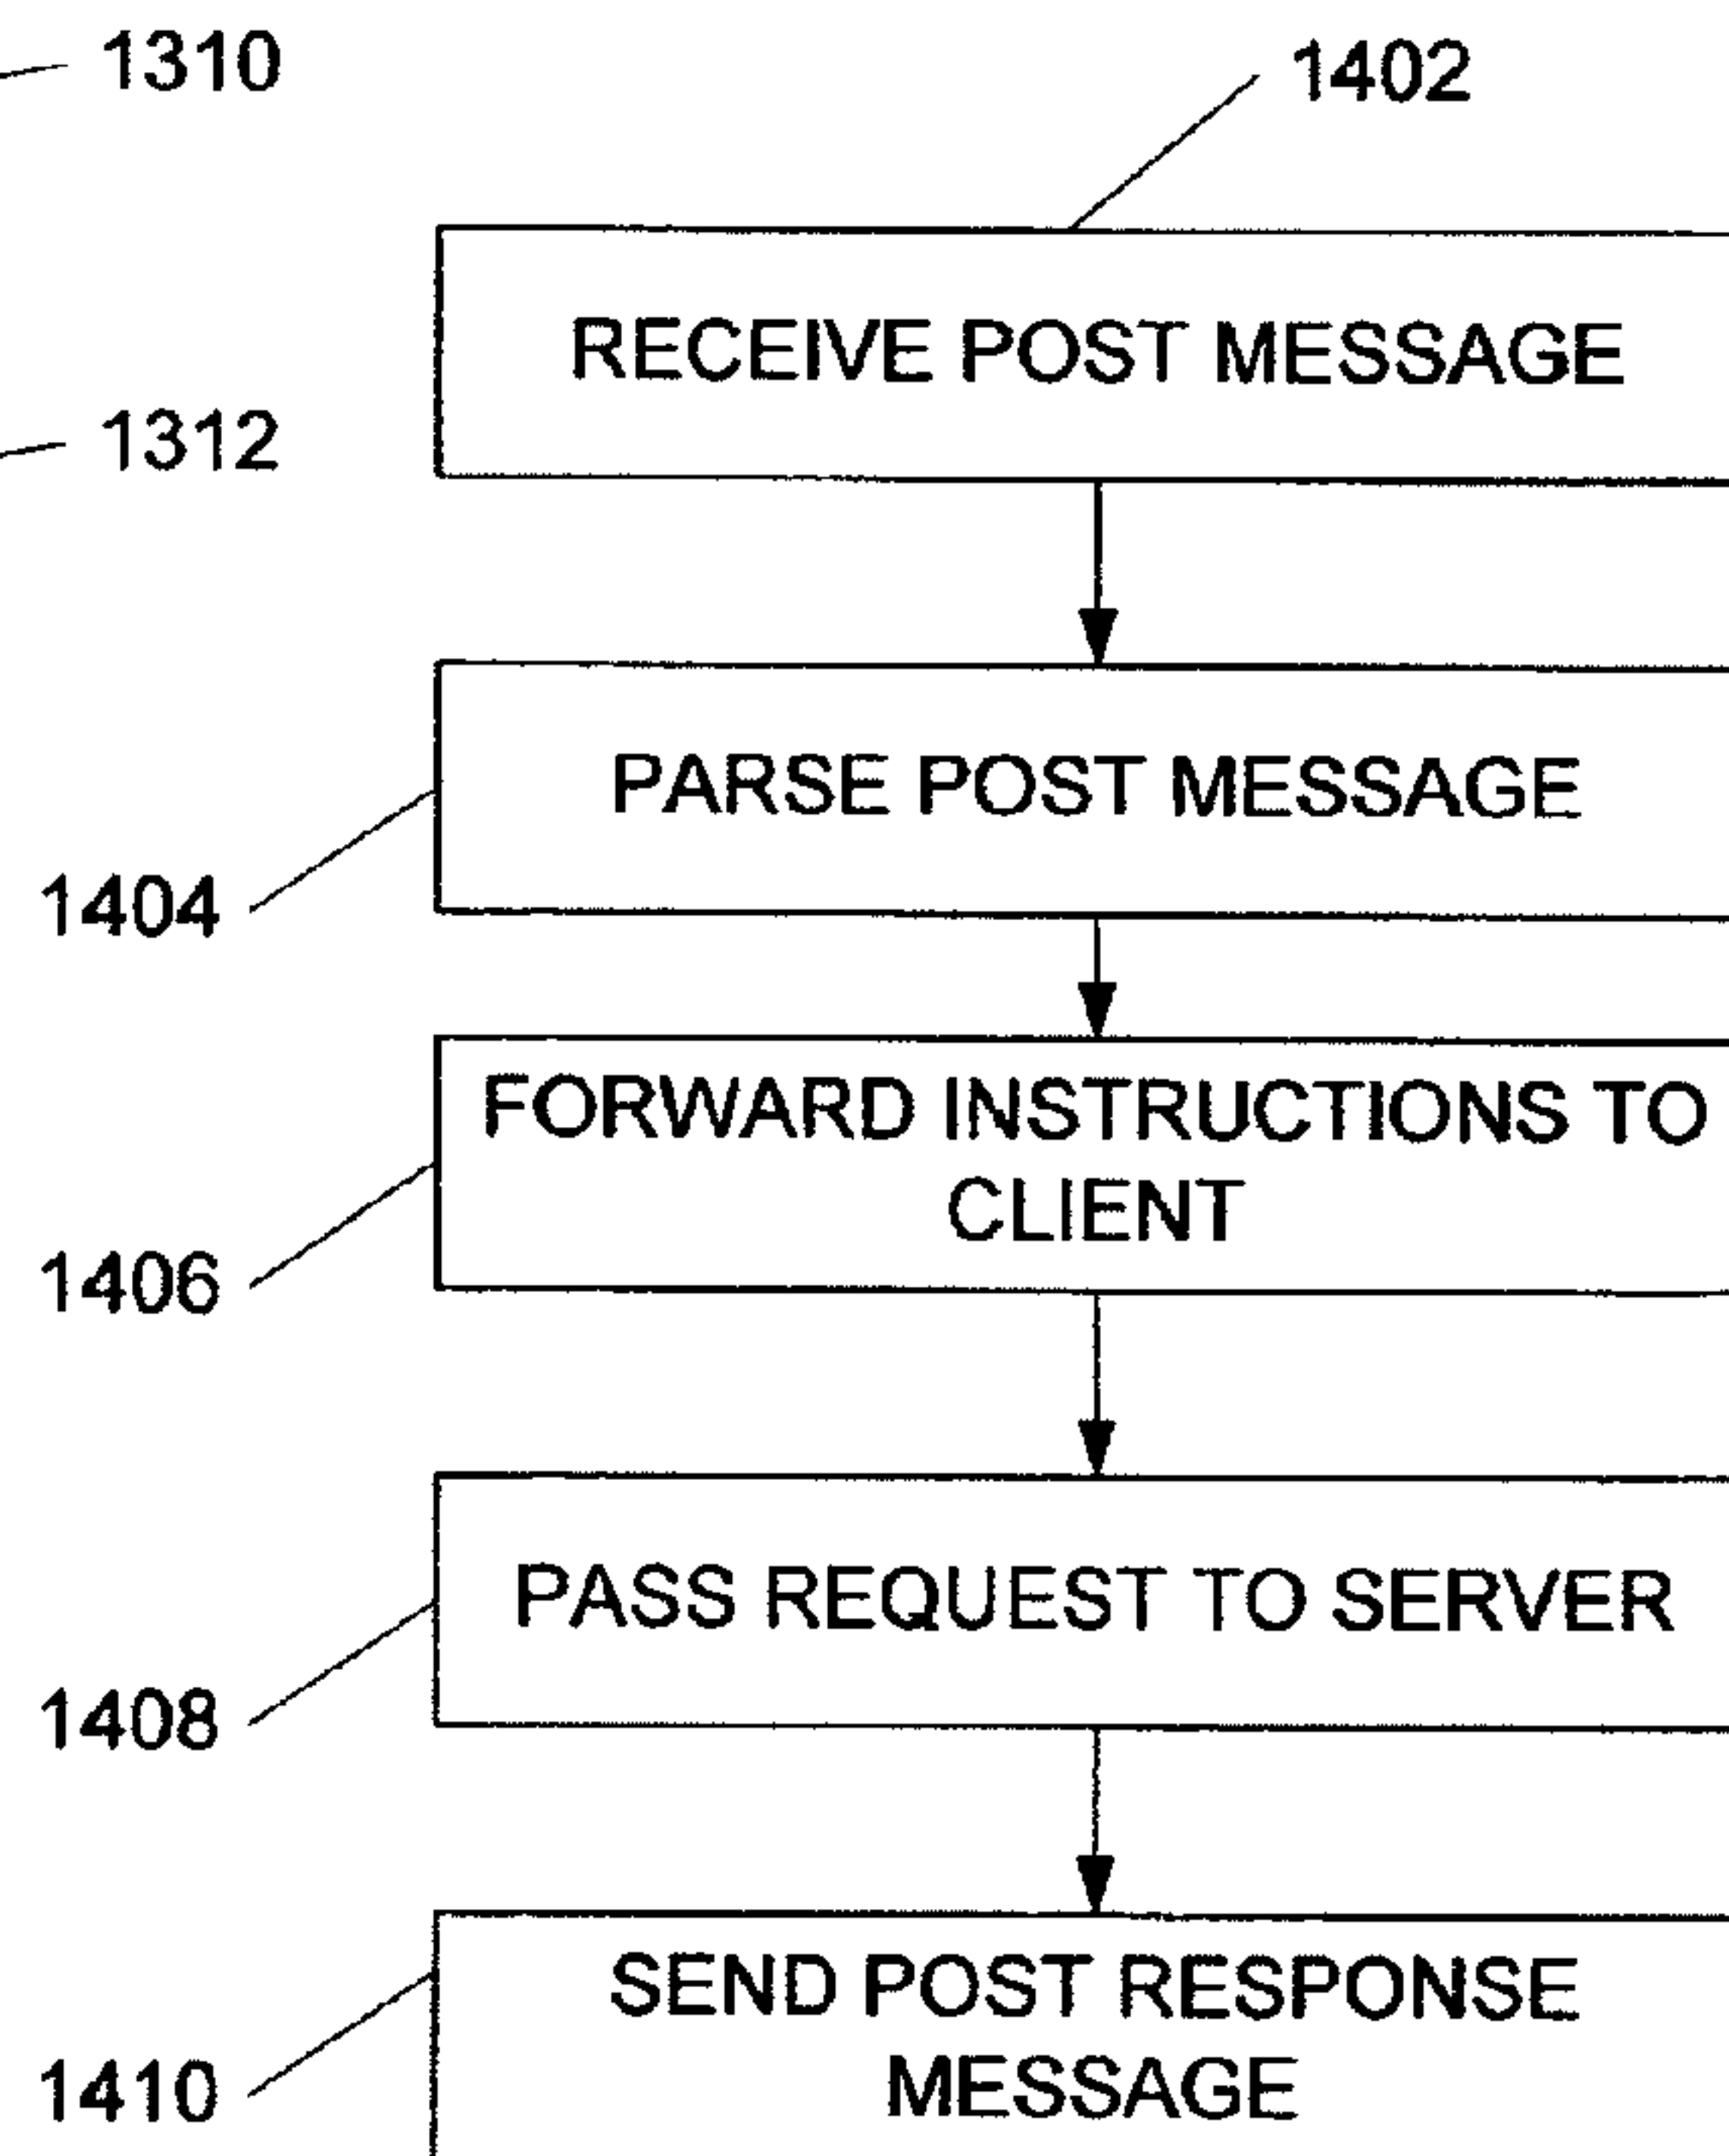 1310
1402
RECEIVE POST MESSAGE
1312
PARSE POST MESSAGE
1404
FORWARD INSTRUCTIONS TO
CLIENT
1406
PASS REQUEST TO SERVER
1408
SEND POST RESPONSE
MESSAGE
1410